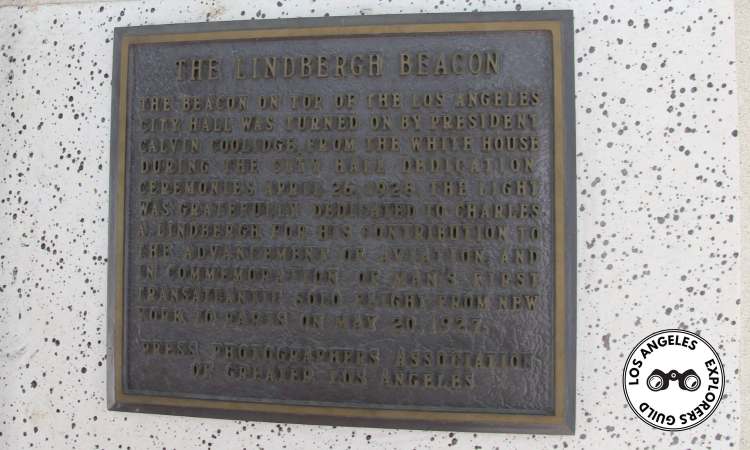 THE LINDBERGH BEACON
THE BEACON ON TOP OF THE LOS ANGELES
CITY HALL WAS TURNED ON BY PRESIDENT
CALVIN COOLIDGE, FROM THE WHITE HOUSE
DURING THE CITY HALL DEDICATION
CEREMONIES APRIL 26, 1928. THE LIGHT
WAS GRATEFULLY DEDICATED TO CHARLES
A. LINDBERGH FOR HIS CONTRIBUTION TO
THE ADVANCEMENT OF AVIATION, AND
IN COMMEMORATION OF MAN'S FIRST
TRANSATLANTIC SOLO FLIGHT FROM NEW
YORK TO PARIS ON MAY 20, 1927.
PRESS PHOTOGRAPHERS ASSOCIATION
OF GREATER LOS ANGELES
LOS ANGELES EXPLORERS GUILD